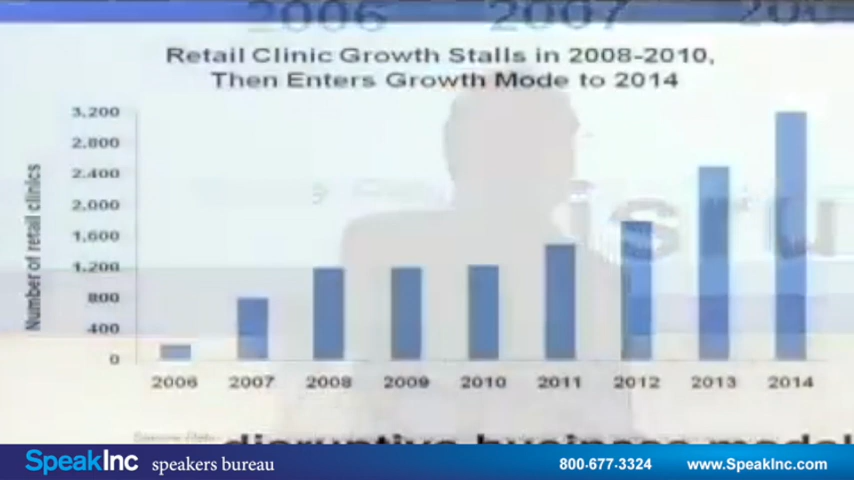 2006 2007
Retail Clinic Growth Stalls in 2008-2010,
Then Enters Growth Mode to 2014
Number of retail clinics
3,200
2,800
2,400
2,000
1,600
1,200
800
400
0
2006 2007 2008 2009 2010 2011 2012 2013 2014
disruptive business model
SpeakInc speakers bureau 800-677-3324 www.SpeakInc.com